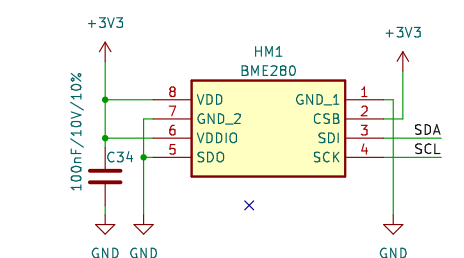 +3V3
+3V3
HM1
BME280
8 VDD GND_1 1
7 GND_2 CSB 2
6 VDDIO SDI 3 SDA
5 SDO SCK 4 SCL
100nF/10V/10%
C34
GND GND GND